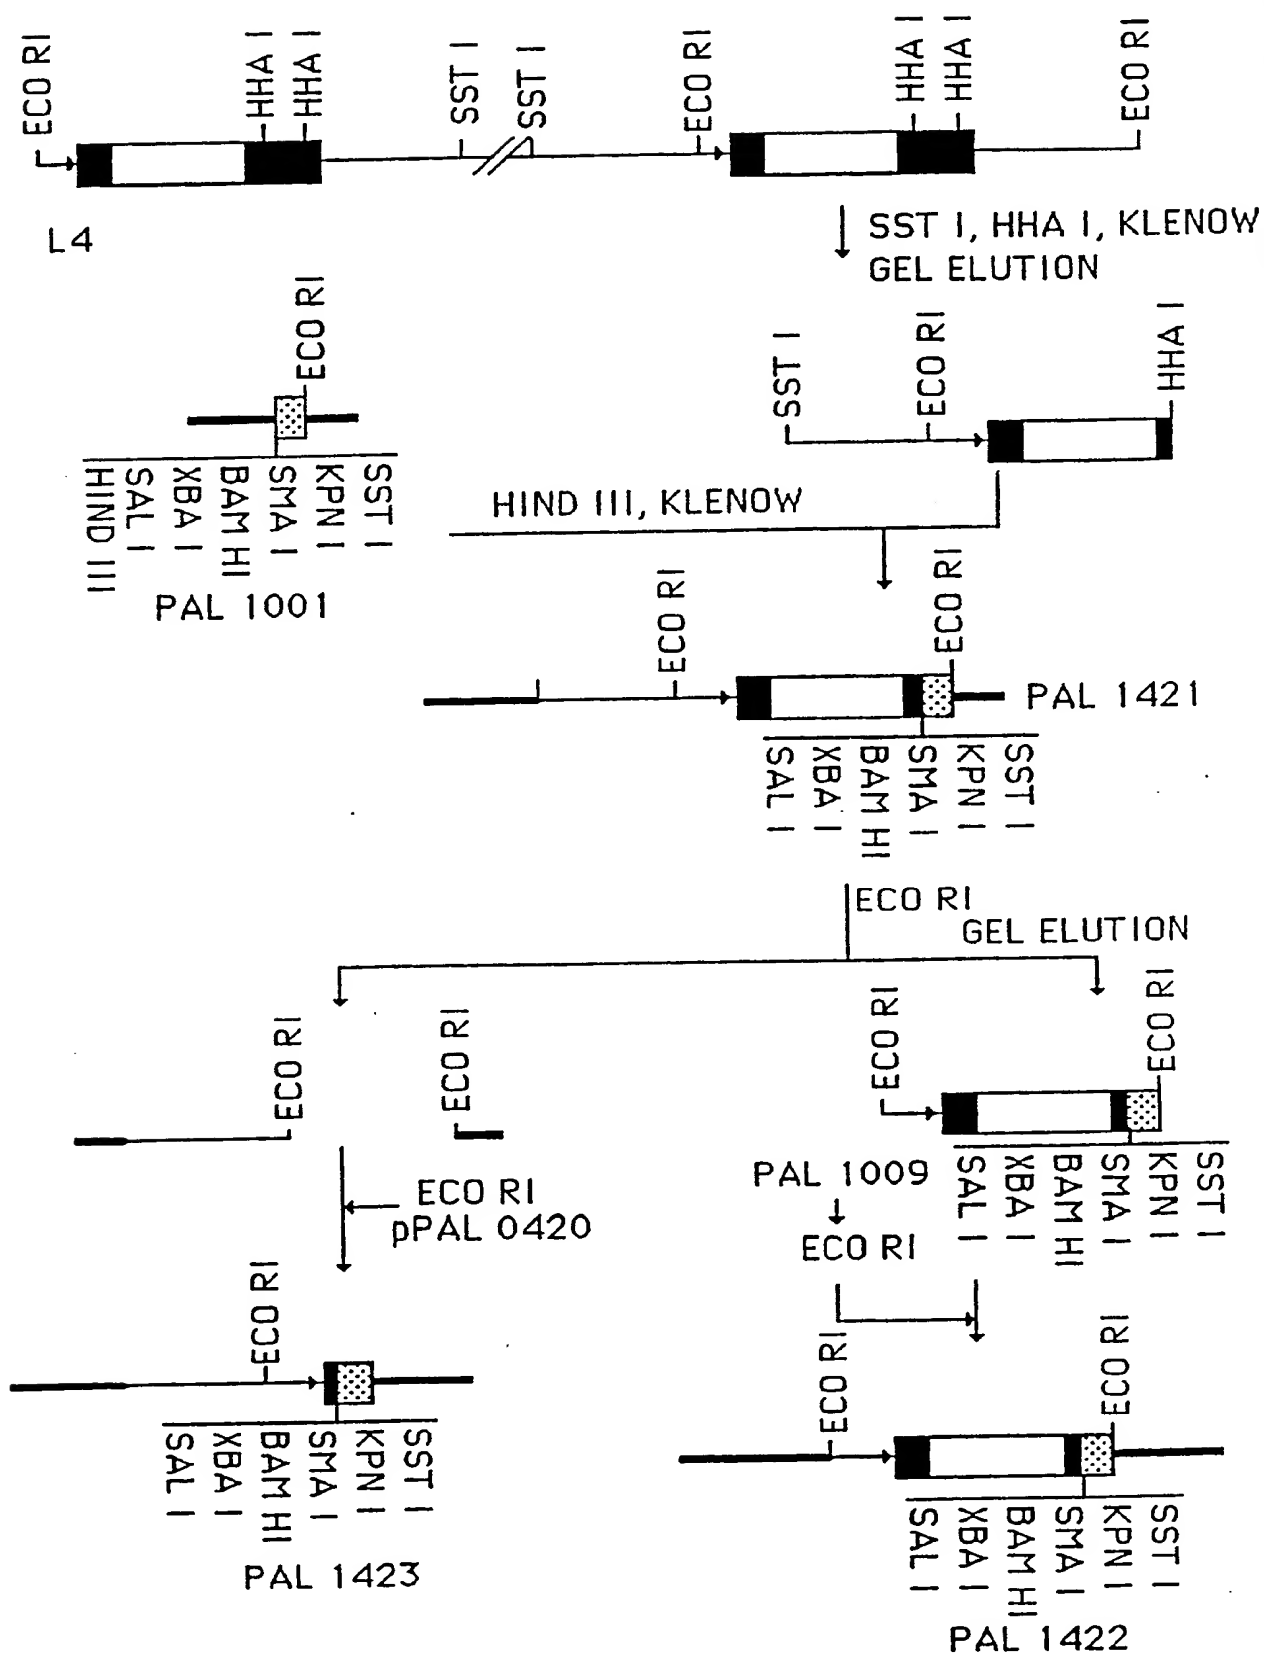 ECO RI
HHA I
HHA I
SST I
SST I
ECO RI
HHA I
HHA I
ECO RI
L4
SST I, HHA I, KLENOW
GEL ELUTION
ECO RI
HIND III
SAL I
XBA I
BAM HI
SMA I
KPN I
SST I
PAL 1001
SST I
ECO RI
HHA I
HIND III, KLENOW
ECO RI
ECO RI
PAL 1421
SAL I
XBA I
BAM HI
SMA I
KPN I
SST I
ECO RI
GEL ELUTION
ECO RI
ECO RI
ECO RI
pPAL 0420
ECO RI
SAL I
XBA I
BAM HI
SMA I
KPN I
SST I
PAL 1423
ECO RI
ECO RI
SAL I
XBA I
BAM HI
SMA I
KPN I
SST I
PAL 1009
ECO RI
ECO RI
ECO RI
SAL I
XBA I
BAM HI
SMA I
KPN I
SST I
PAL 1422